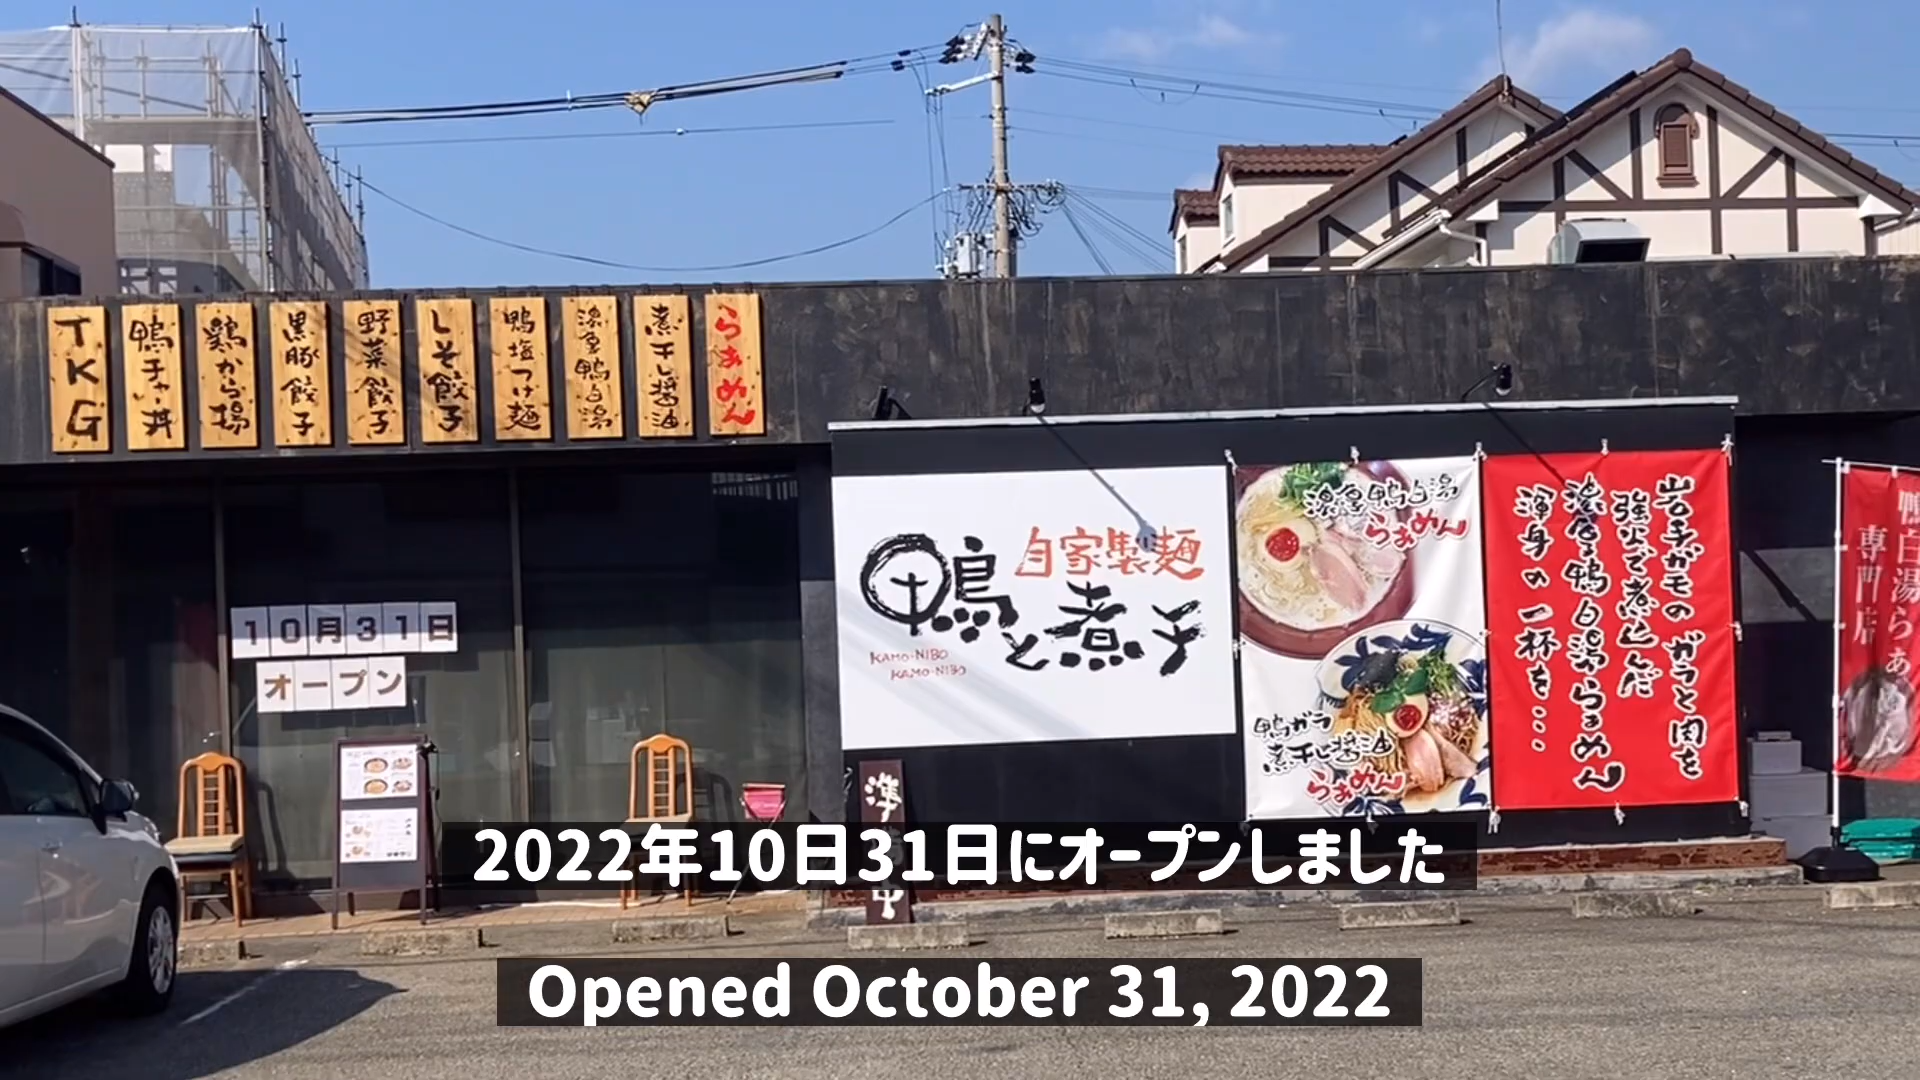 TKG
鴨チャー丼
鶏から揚
黒豚餃子
野菜餃子
しそ餃子
鴨塩つけ麺
濃厚鴨白湯
煮干し醤油
らぁめん
自家製麺
鴨と煮干
KAMO-NIBO
KAMO-NIBO
濃厚鴨白湯
らぁめん
鴨ガラ
煮干し醤油
らぁめん
岩手ガモのガラと肉を
強火で煮込んだ
濃厚鴨白湯らぁめん
渾身の一杯を…
鴨白湯らぁ
専門店
10月31日
オープン
準
中
2022年10日31日にオープンしました
Opened October 31, 2022